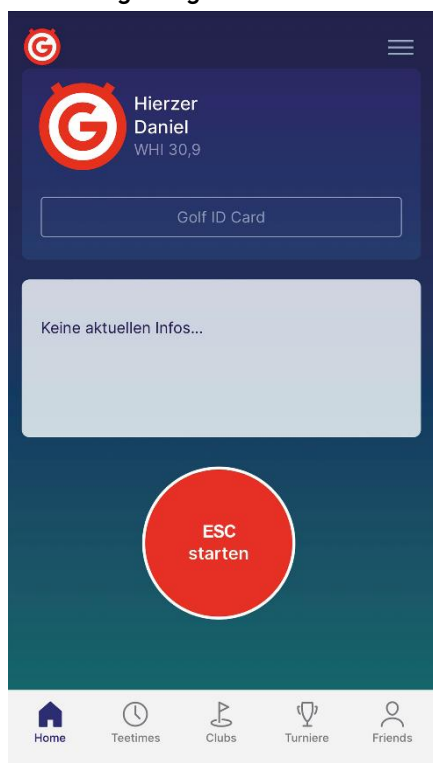 G
G
Hierzer
Daniel
WHI 30,9
Golf ID Card
Keine aktuellen Infos...
ESC
starten
Home
Teetimes
Clubs
Turniere
Friends